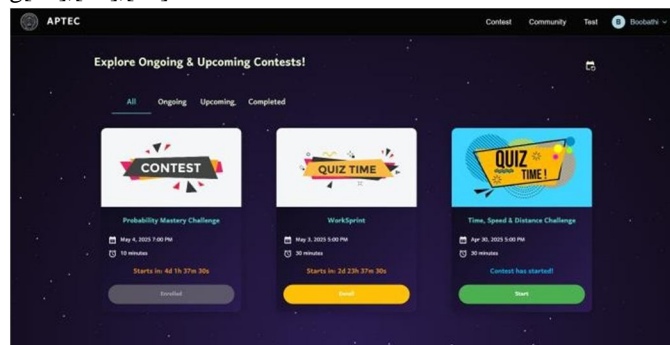 APTEC
Contest Community Test B Boobathi
Explore Ongoing & Upcoming Contests!
All Ongoing Upcoming Completed
CONTEST
Probability Mastery Challenge
May 4, 2025 7:00 PM
10 minutes
Starts in: 4d 1h 37m 30s
Enrolled
QUIZ TIME
WorkSprint
May 3, 2025 5:00 PM
30 minutes
Starts in: 2d 23h 37m 30s
Enroll
QUIZ
TIME !
Time, Speed & Distance Challenge
Apr 30, 2025 5:00 PM
30 minutes
Contest has started!
Start